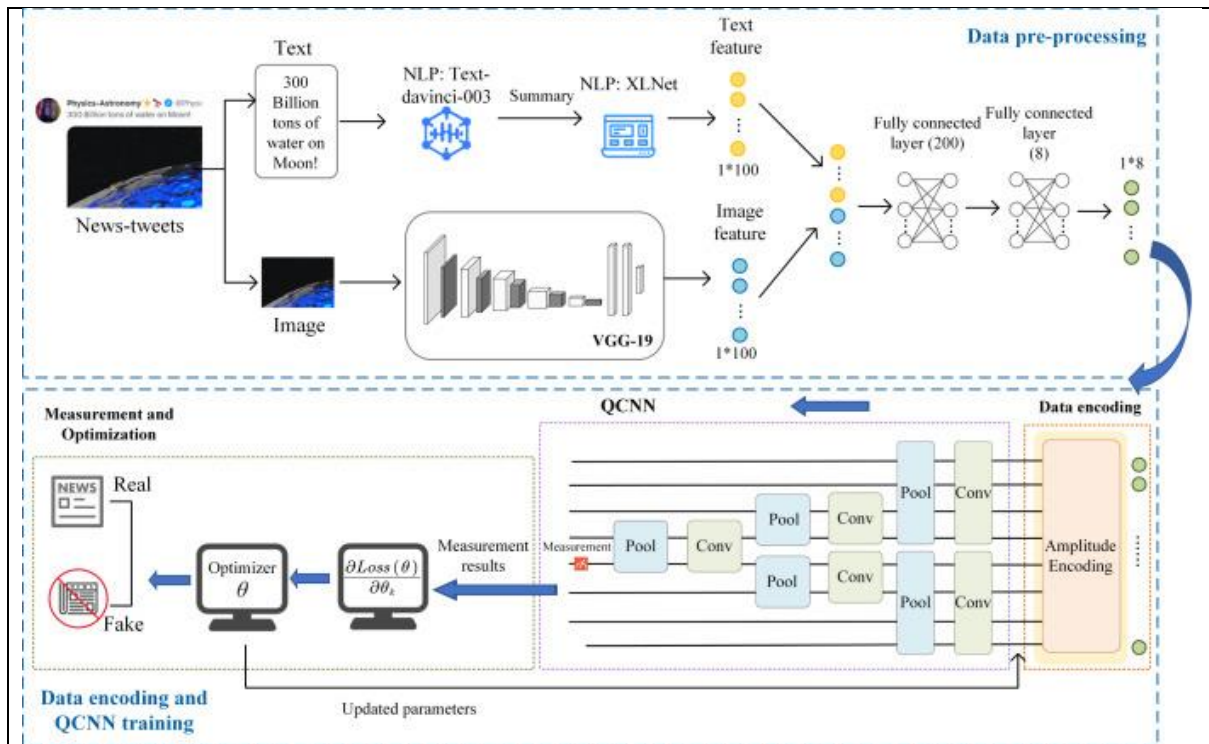 Data pre-processing
Text
300
Billion
tons of
water on
Moon!
Physics-Astronomy
300 Billion tons of water on Moon!
News-tweets
NLP: Text-
davinci-003
Summary
NLP: XLNet
Text
feature
1*100
Image
VGG-19
Image
feature
1*100
Fully connected
layer (200)
Fully connected
layer
(8)
1*8
Measurement and
Optimization
QCNN
Data encoding
NEWS
Real
Fake
Optimizer
θ
∂Loss(θ)
∂θk
Measurement
results
Measurement
Pool
Conv
Pool
Conv
Pool
Conv
Pool
Conv
Pool
Conv
Amplitude
Encoding
Updated parameters
Data encoding and
QCNN training